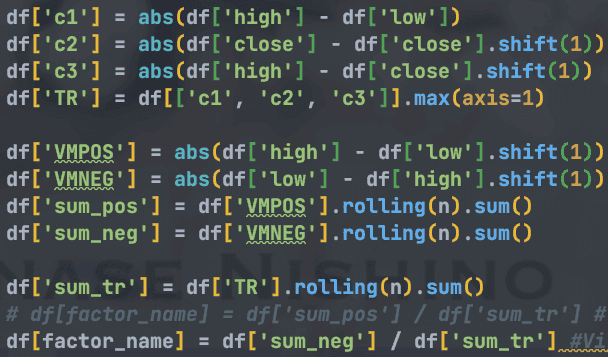 df['c1'] = abs(df['high'] - df['low'])
df['c2'] = abs(df['close'] - df['close'].shift(1))
df['c3'] = abs(df['high'] - df['close'].shift(1))
df['TR'] = df[['c1', 'c2', 'c3']].max(axis=1)
df['VMPOS'] = abs(df['high'] - df['low'].shift(1))
df['VMNEG'] = abs(df['low'] - df['high'].shift(1))
df['sum_pos'] = df['VMPOS'].rolling(n).sum()
df['sum_neg'] = df['VMNEG'].rolling(n).sum()
NASE NISHINO
df['sum_tr'] = df['TR'].rolling(n).sum()
# df[factor_name] = df['sum_pos'] / df['sum_tr'] #
df[factor_name] = df['sum_neg'] / df['sum_tr'] #Vi